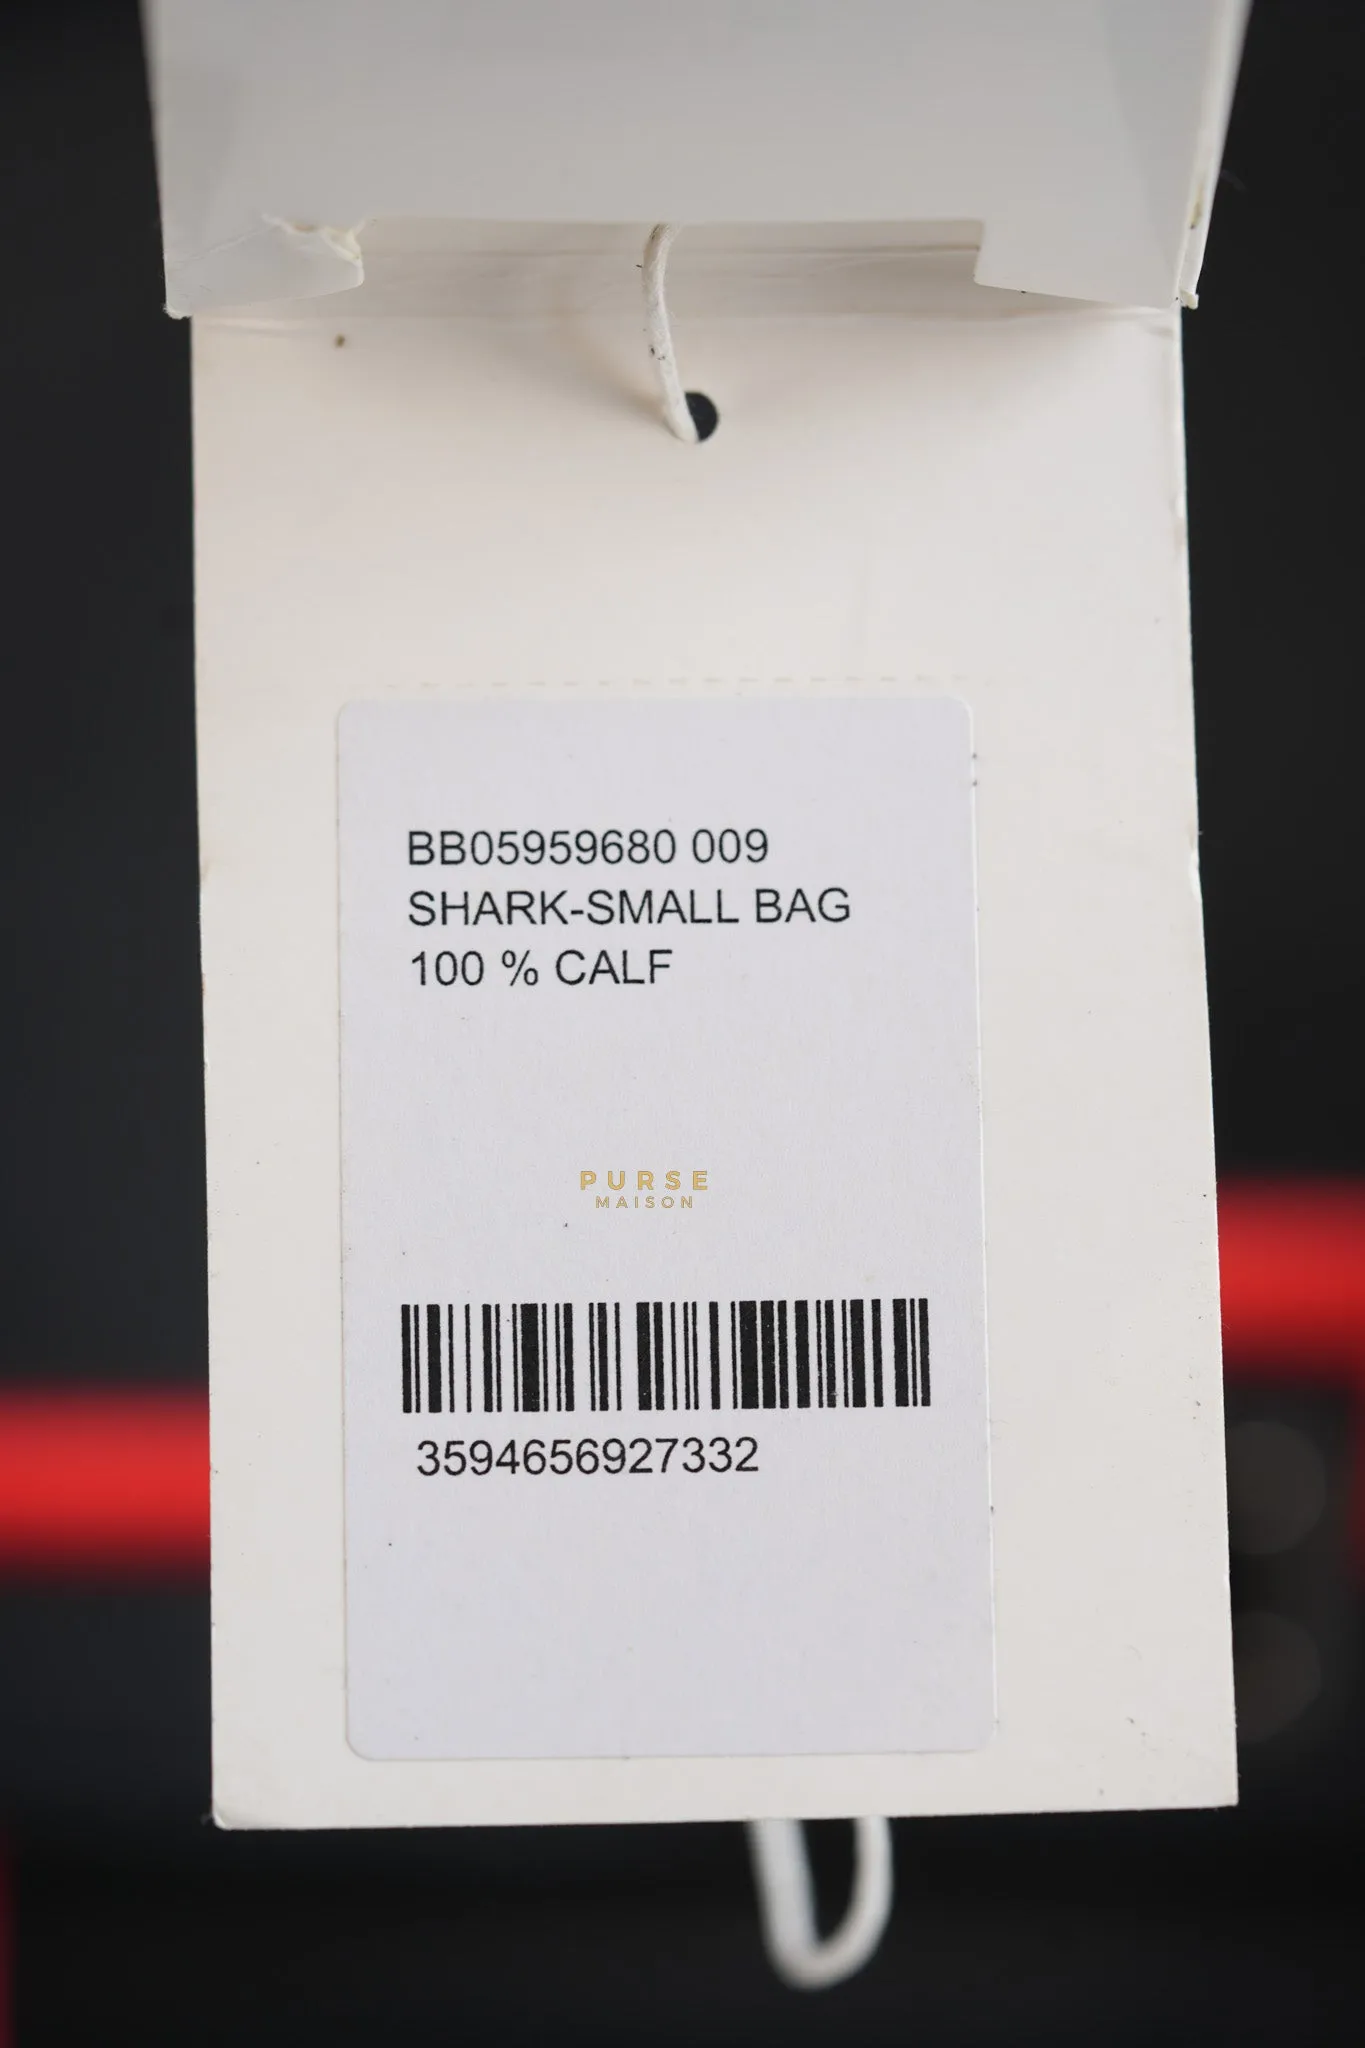 BB05959680 009
SHARK-SMALL BAG
100 % CALF
PURSE
MAISON
3594656927332